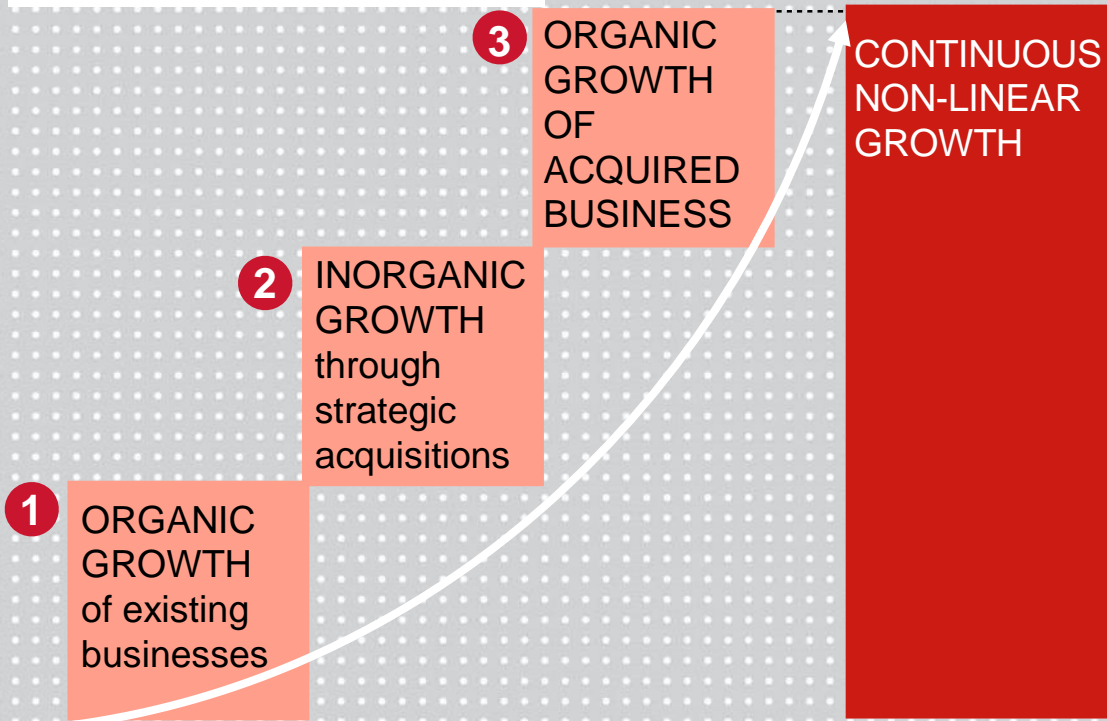 1
ORGANIC
GROWTH
of existing
businesses
2
INORGANIC
GROWTH
through
strategic
acquisitions
3
ORGANIC
GROWTH
OF
ACQUIRED
BUSINESS
CONTINUOUS
NON-LINEAR
GROWTH